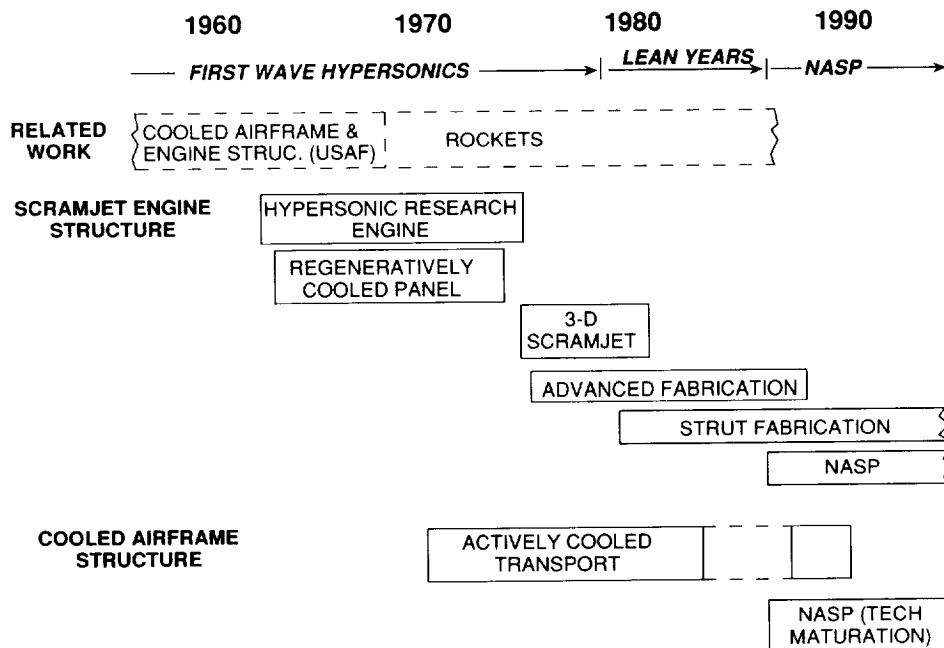 1960 1970 1980 1990
FIRST WAVE HYPERSONICS LEAN YEARS NASP
RELATED
WORK
COOLED AIRFRAME &
ENGINE STRUC. (USAF)
ROCKETS
SCRAMJET ENGINE
STRUCTURE
HYPERSONIC RESEARCH
ENGINE
REGENERATIVELY
COOLED PANEL
3-D
SCRAMJET
ADVANCED FABRICATION
STRUT FABRICATION
NASP
COOLED AIRFRAME
STRUCTURE
ACTIVELY COOLED
TRANSPORT
NASP (TECH
MATURATION)